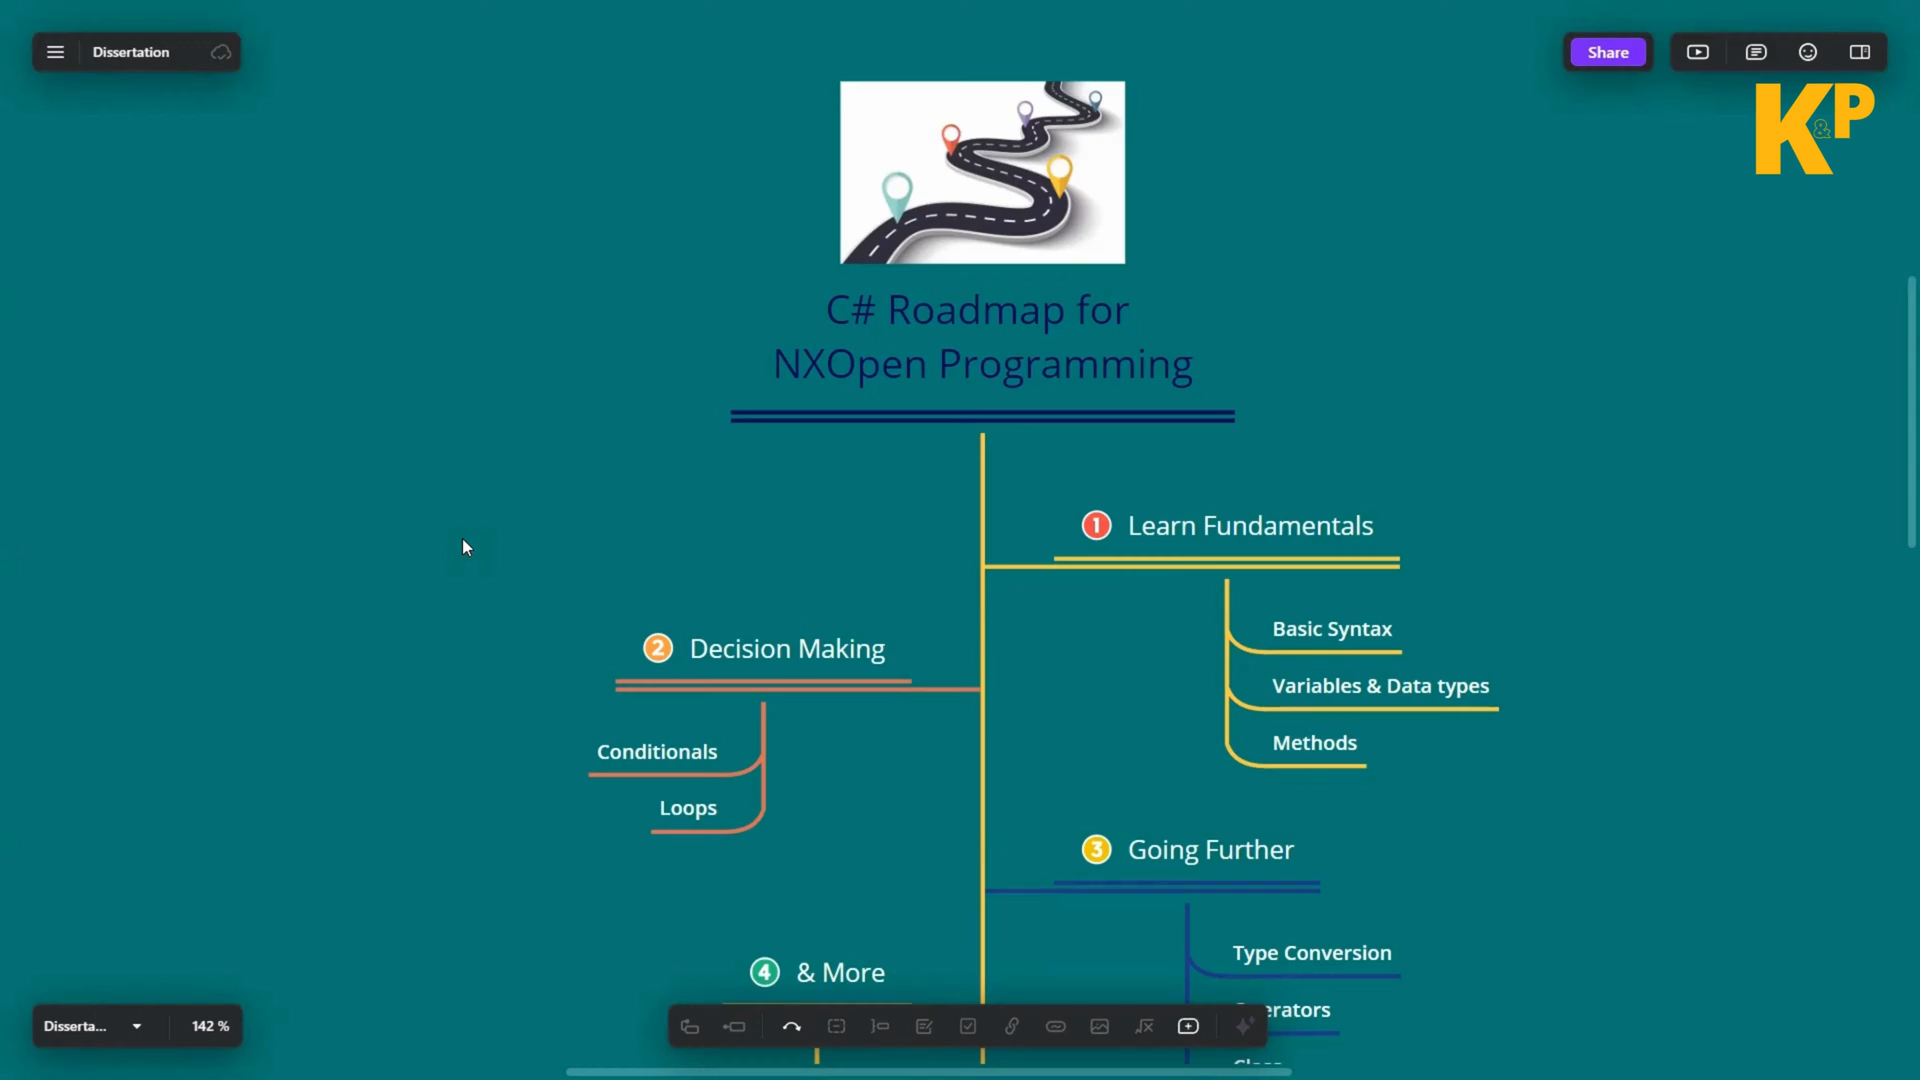 Dissertation
Share
K&P
C# Roadmap for
NXOpen Programming
1 Learn Fundamentals
Basic Syntax
Variables & Data types
Methods
2 Decision Making
Conditionals
Loops
3 Going Further
Type Conversion
4 & More
Disserta...
142 %